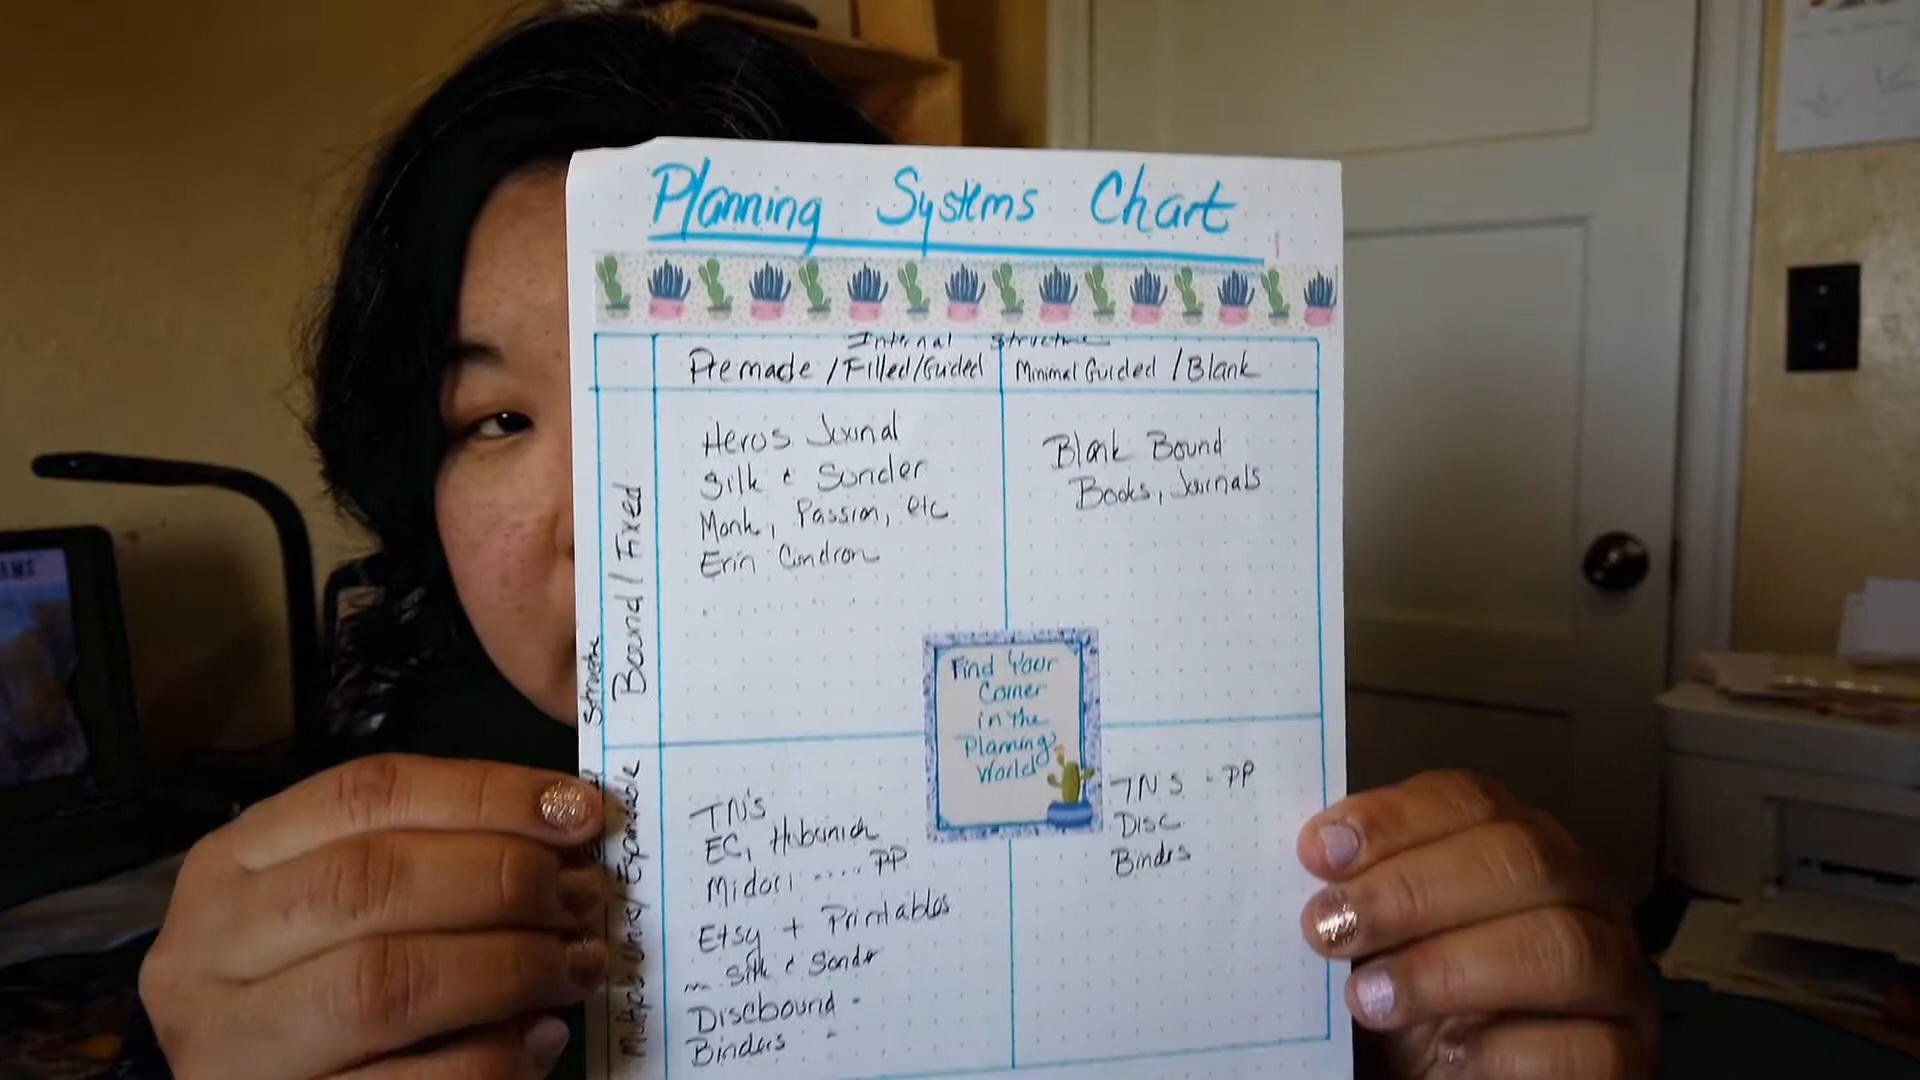 Planning Systems Chart
Internal Structure
Premade / Filled/Guided
Minimal Guided / Blank
Bound / Fixed
Heros Journal
Silk & Sonder
Monk, Passion, etc
Erin Condron
Blank Bound
Books, Journals
Find Your
Corner
in the
Planning
World
Expandable
TN's
EC, Hobonich
Midori .... PP
Etsy + Printables
Silk & Sonder
Discbound -
Binders -
TNS - PP
Disc
Binders